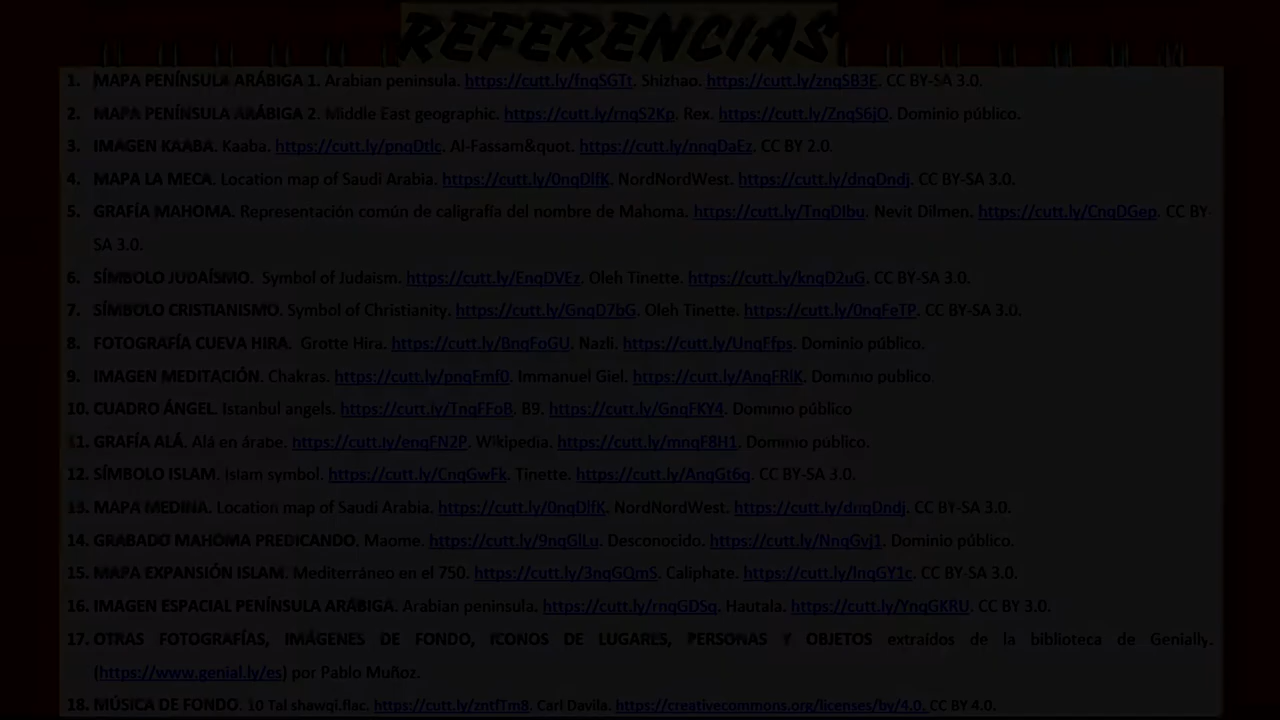 REFERENCIAS
1. MAPA PENÍNSULA ARÁBIGA 1. Arabian peninsula. https://cutt.ly/fnqSGTt. Shizhao. https://cutt.ly/znqSB3E. CC BY-SA 3.0.
2. MAPA PENÍNSULA ARÁBIGA 2. Middle East geographic. https://cutt.ly/rnqS2Kp. Rex. https://cutt.ly/ZnqS6jO. Dominio público.
3. IMAGEN KAABA. Kaaba. https://cutt.ly/pnqDtlc. Al-Fassam&quot. https://cutt.ly/nnqDaEz. CC BY 2.0.
4. MAPA LA MECA. Location map of Saudi Arabia. https://cutt.ly/0nqDlfK. NordNordWest. https://cutt.ly/dnqDndj. CC BY-SA 3.0.
5. GRAFÍA MAHOMA. Representación común de caligrafía del nombre de Mahoma. https://cutt.ly/TnqDIbu. Nevit Dilmen. https://cutt.ly/CnqDGep. CC BY-
SA 3.0.
6. SÍMBOLO JUDAÍSMO. Symbol of Judaism. https://cutt.ly/EnqDVEz. Oleh Tinette. https://cutt.ly/knqD2uG. CC BY-SA 3.0.
7. SÍMBOLO CRISTIANISMO. Symbol of Christianity. https://cutt.ly/GnqD7bG. Oleh Tinette. https://cutt.ly/0nqFeTP. CC BY-SA 3.0.
8. FOTOGRAFÍA CUEVA HIRA. Grotte Hira. https://cutt.ly/BnqFoGU. Nazli. https://cutt.ly/UnqFfps. Dominio público.
9. IMAGEN MEDITACIÓN. Chakras. https://cutt.ly/pnqFmf0. Immanuel Giel. https://cutt.ly/AnqFRlK. Dominio publico.
10. CUADRO ÁNGEL. Istanbul angels. https://cutt.ly/TnqFFoB. B9. https://cutt.ly/GnqFKY4. Dominio público
11. GRAFÍA ALÁ. Alá en árabe. https://cutt.ly/enqFN2P. Wikipedia. https://cutt.ly/mnqF8H1. Dominio público.
12. SÍMBOLO ISLAM. Islam symbol. https://cutt.ly/CnqGwFk. Tinette. https://cutt.ly/AnqGt6q. CC BY-SA 3.0.
13. MAPA MEDINA. Location map of Saudi Arabia. https://cutt.ly/0nqDlfK. NordNordWest. https://cutt.ly/dnqDndj. CC BY-SA 3.0.
14. GRABADO MAHOMA PREDICANDO. Maome. https://cutt.ly/9nqGlLu. Desconocido. https://cutt.ly/NnqGvj1. Dominio público.
15. MAPA EXPANSIÓN ISLAM. Mediterráneo en el 750. https://cutt.ly/3nqGQmS. Caliphate. https://cutt.ly/lnqGY1c. CC BY-SA 3.0.
16. IMAGEN ESPACIAL PENÍNSULA ARÁBIGA. Arabian peninsula. https://cutt.ly/rnqGDSq. Hautala. https://cutt.ly/YnqGKRU. CC BY 3.0.
17. OTRAS FOTOGRAFÍAS, IMÁGENES DE FONDO, ICONOS DE LUGARES, PERSONAS Y OBJETOS extraídos de la biblioteca de Genially.
(https://www.genial.ly/es) por Pablo Muñoz.
18. MÚSICA DE FONDO. 10 Tal shawqi.flac. https://cutt.ly/zntfTm8. Carl Davila. https://creativecommons.org/licenses/by/4.0. CC BY 4.0.